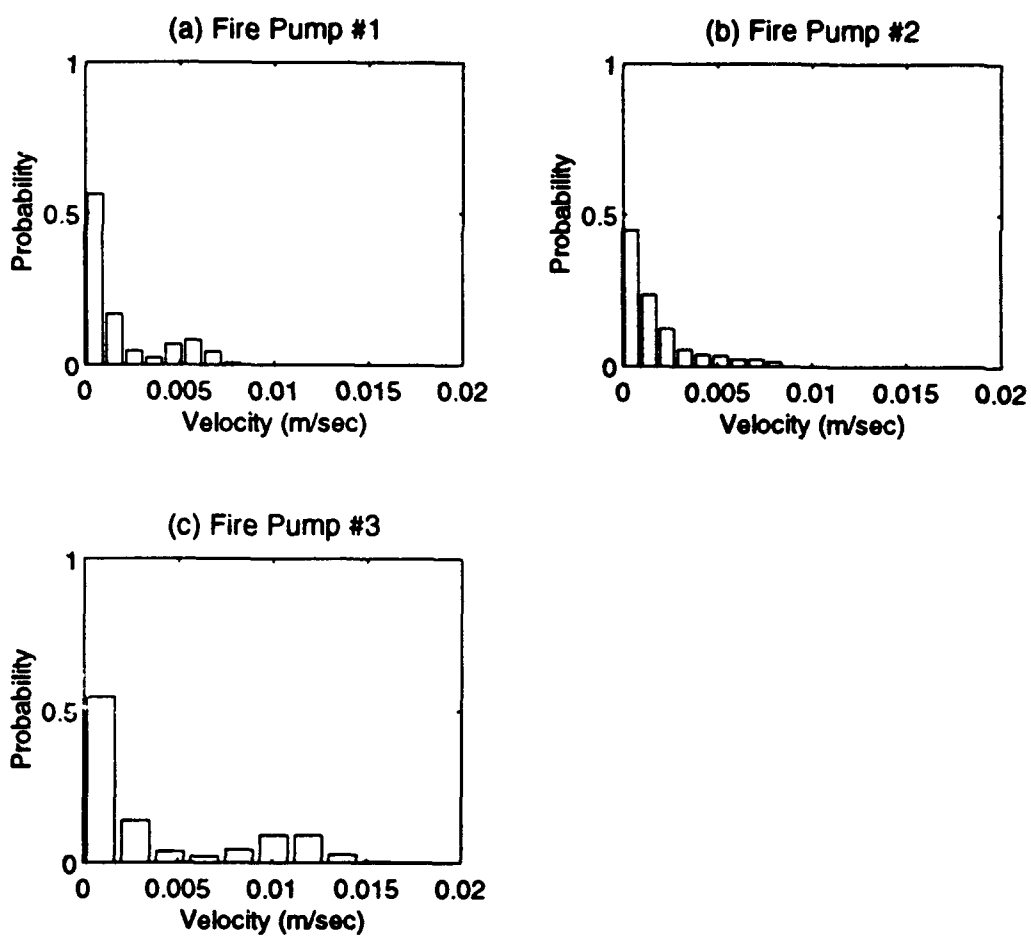 (a) Fire Pump #1
1
0.5
0
Probability
0 0.005 0.01 0.015 0.02
Velocity (m/sec)
(b) Fire Pump #2
1
0.5
0
Probability
0 0.005 0.01 0.015 0.02
Velocity (m/sec)
(c) Fire Pump #3
1
0.5
0
Probability
0 0.005 0.01 0.015 0.02
Velocity (m/sec)